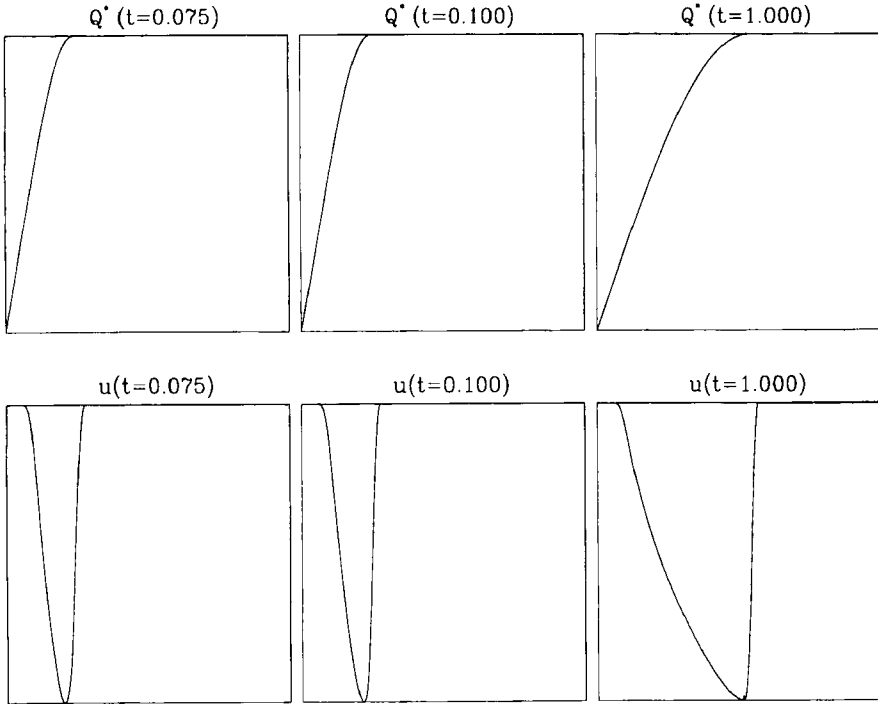 Q* (t=0.075)
Q* (t=0.100)
Q* (t=1.000)
u(t=0.075)
u(t=0.100)
u(t=1.000)